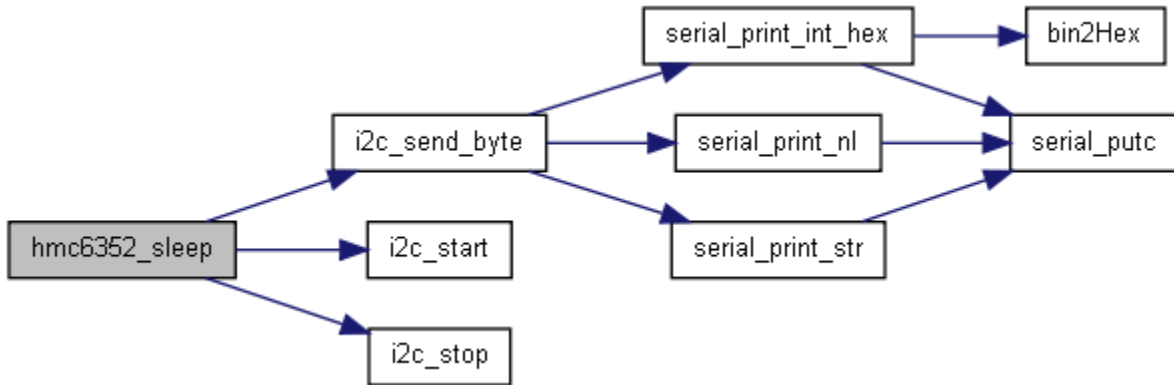 serial_print_int_hex
bin2Hex
i2c_send_byte
serial_print_nl
serial_putc
hmc6352_sleep
i2c_start
serial_print_str
i2c_stop